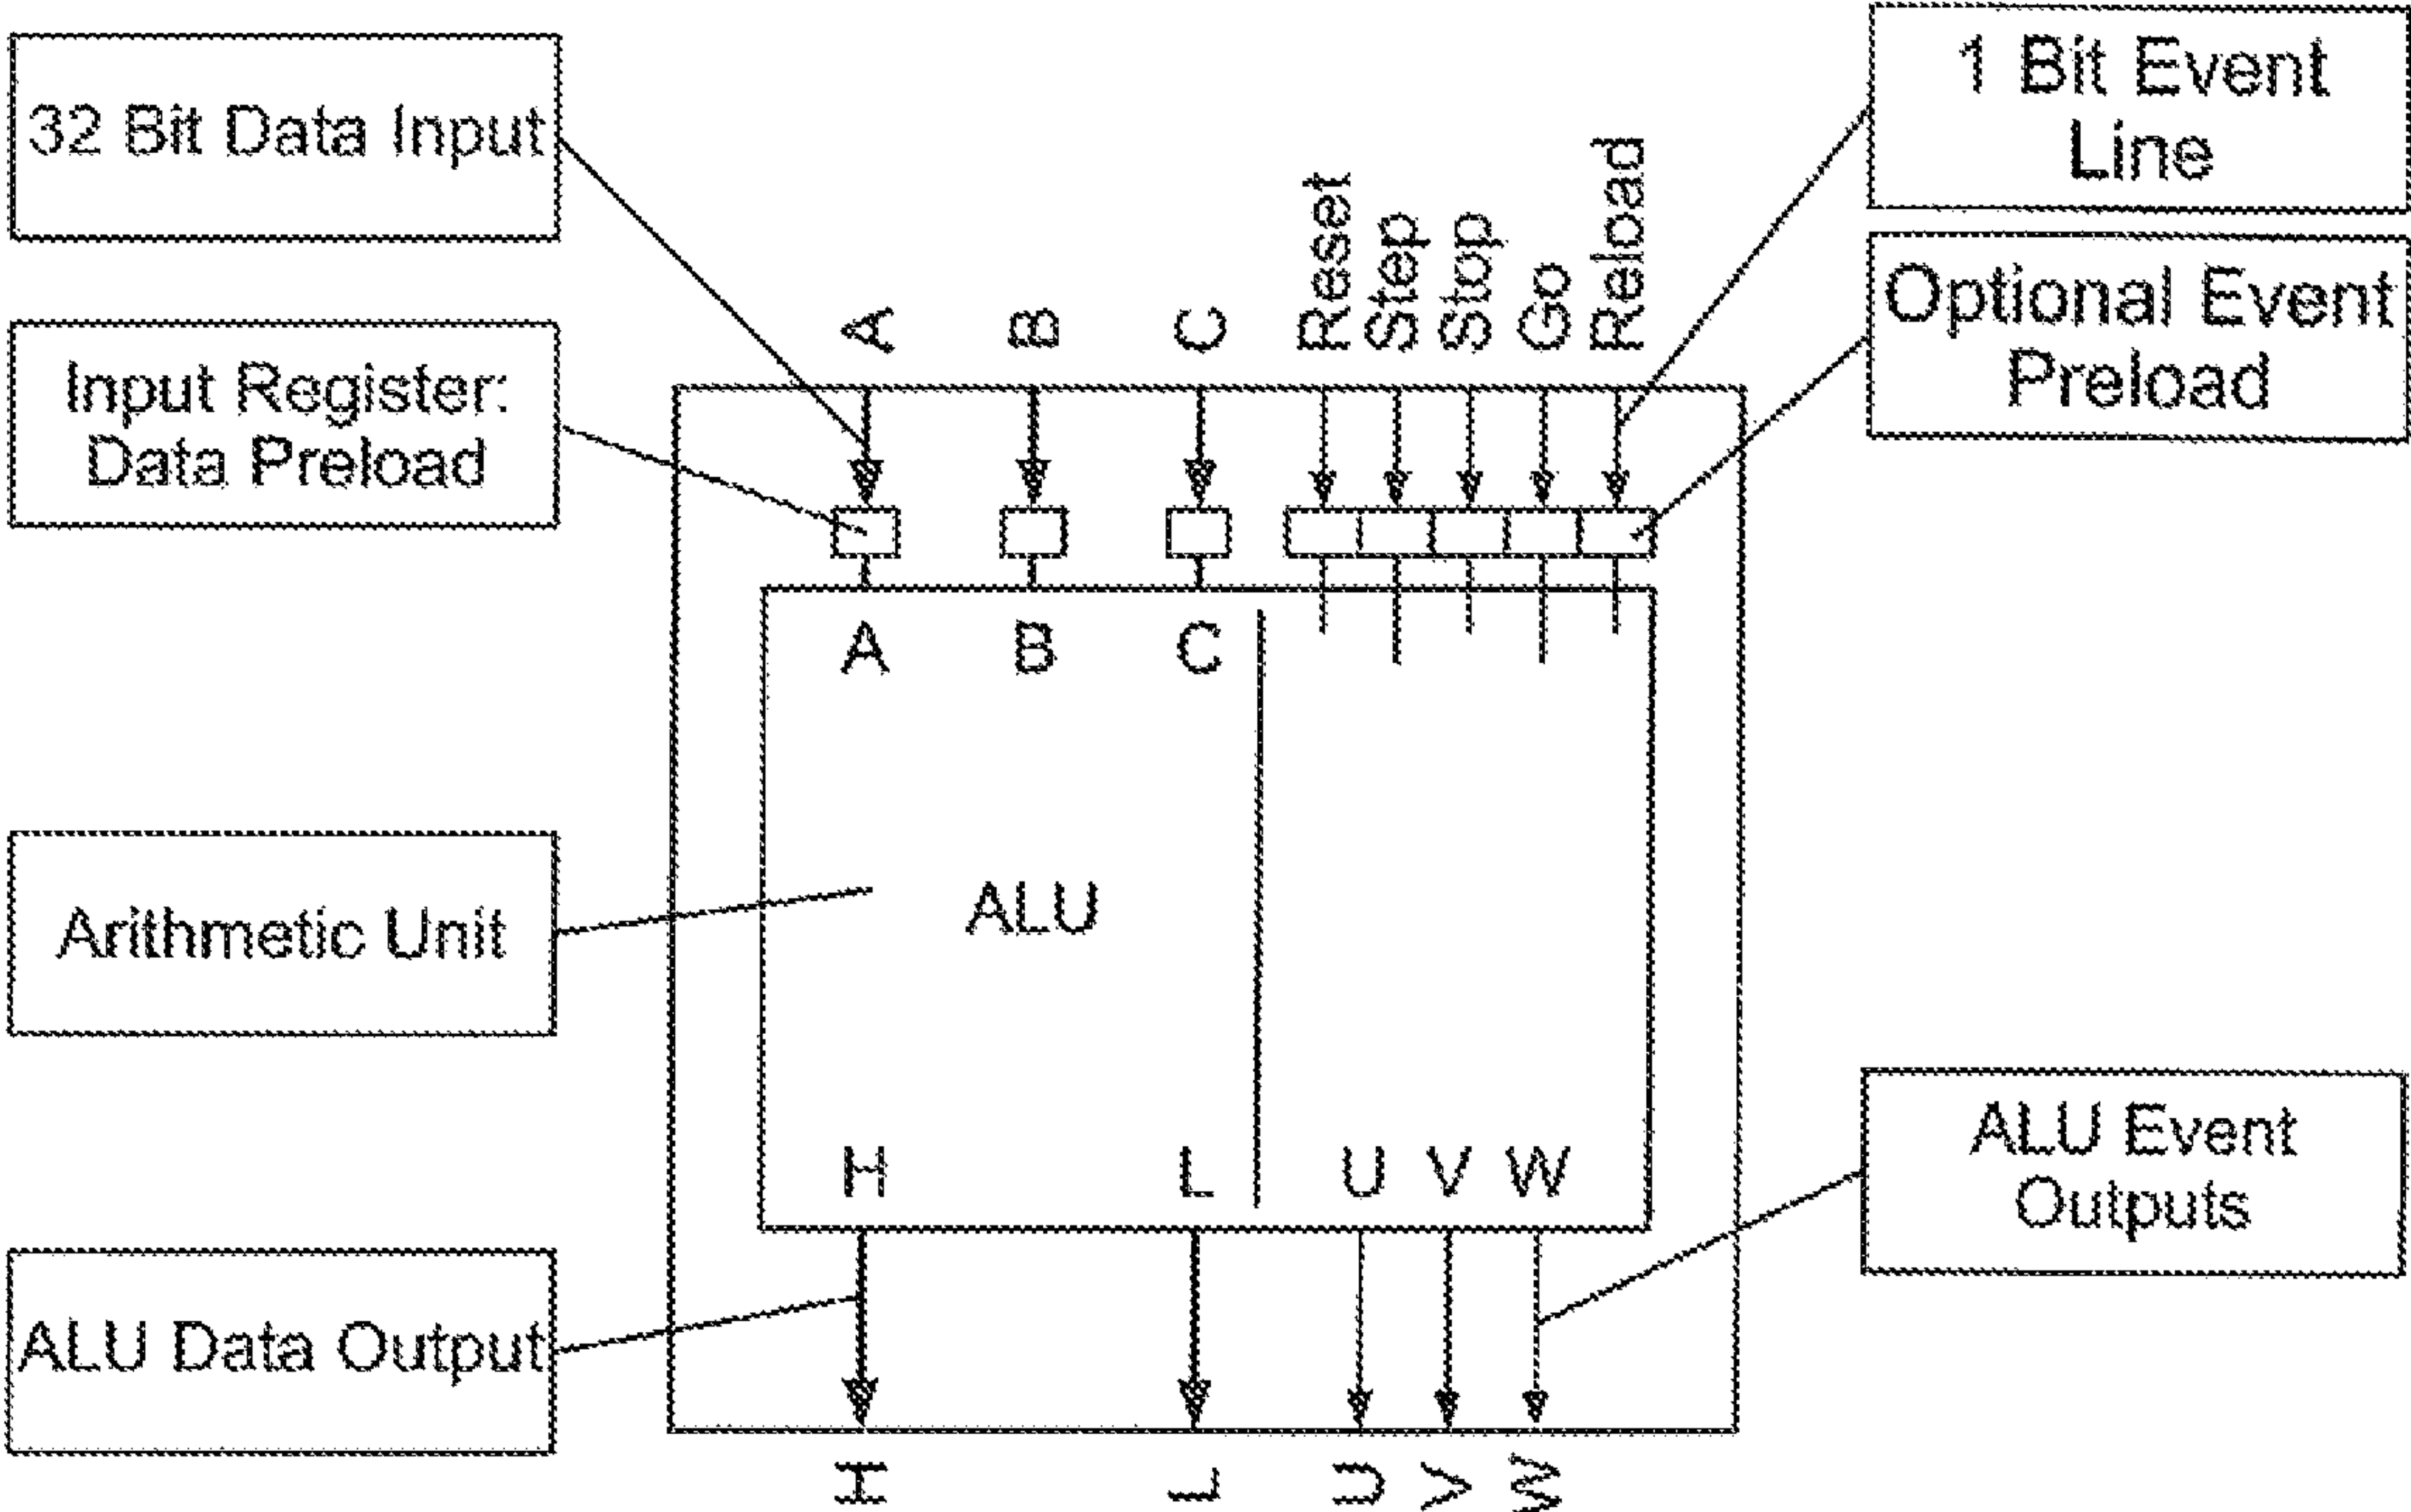 32 Bit Data Input
1 Bit Event
Line
Optional Event
Preload
Input Register:
Data Preload
A
B
C
Reset
Step
Stop
Go
Reload
A B C
Arithmetic Unit
ALU
H L U V W
ALU Event
Outputs
ALU Data Output
H
L
U
V
W